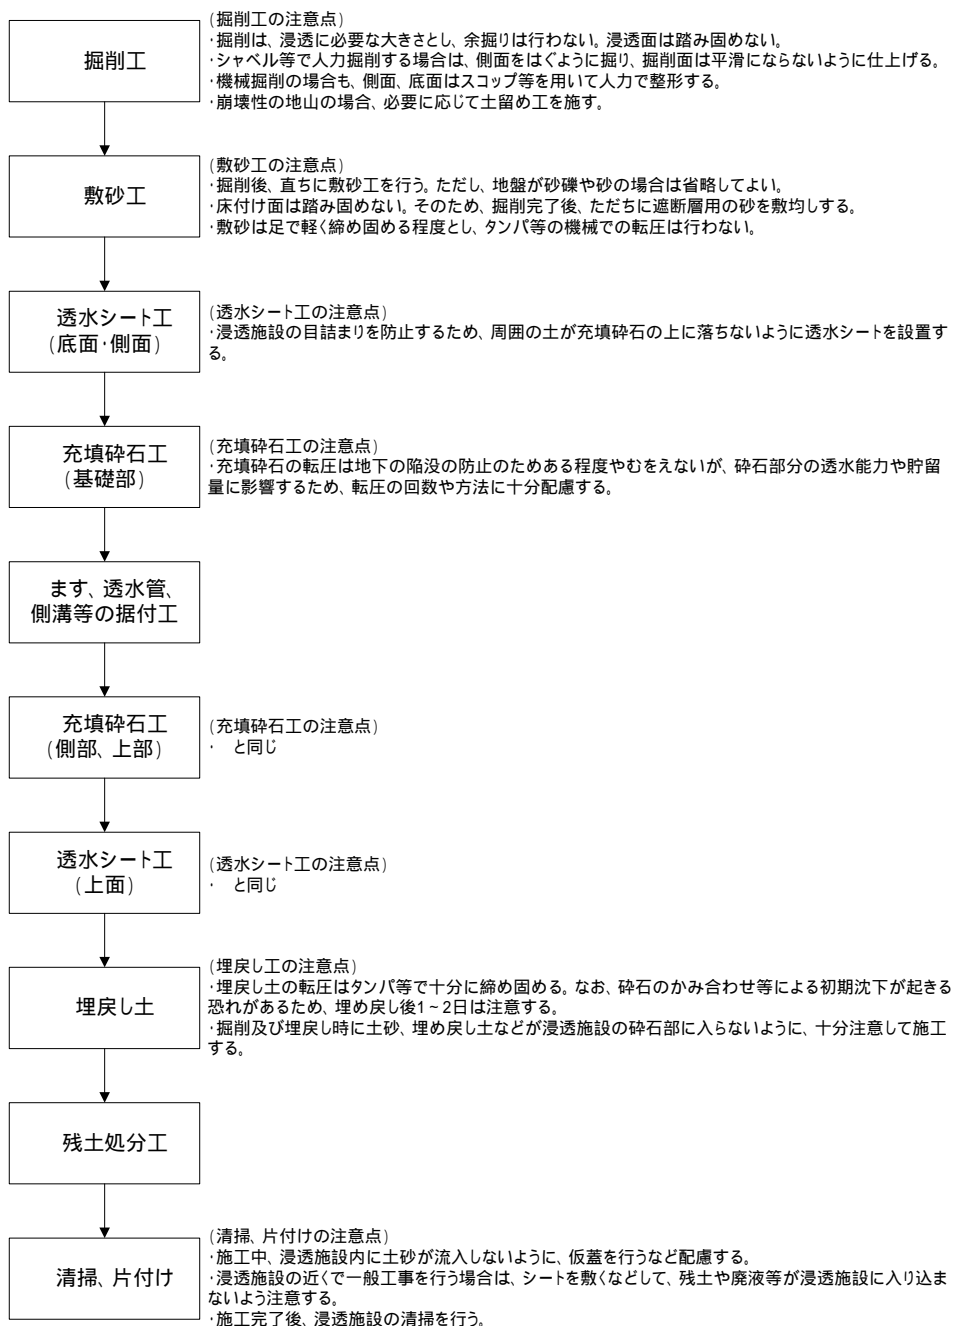 掘削工
(掘削工の注意点)
・掘削は、浸透に必要な大きさとし、余掘りは行わない。浸透面は踏み固めない。
・シャベル等で人力掘削する場合は、側面をはぐように掘り、掘削面は平滑にならないように仕上げる。
・機械掘削の場合も、側面、底面はスコップ等を用いて人力で整形する。
・崩壊性の地山の場合、必要に応じて土留め工を施す。
敷砂工
(敷砂工の注意点)
・掘削後、直ちに敷砂工を行う。ただし、地盤が砂礫や砂の場合は省略してよい。
・床付け面は踏み固めない。そのため、掘削完了後、ただちに遮断層用の砂を敷均しする。
・敷砂は足で軽く締め固める程度とし、タンパ等の機械での転圧は行わない。
透水シート工
(底面・側面)
(透水シート工の注意点)
・浸透施設の目詰まりを防止するため、周囲の土が充填砕石の上に落ちないように透水シートを設置す
る。
充填砕石工
(基礎部)
(充填砕石工の注意点)
・充填砕石の転圧は地下の陥没の防止のためある程度やむをえないが、砕石部分の透水能力や貯留
量に影響するため、転圧の回数や方法に十分配慮する。
ます、透水管、
側溝等の据付工
充填砕石工
(側部、上部)
(充填砕石工の注意点)
・ と同じ
透水シート工
(上面)
(透水シート工の注意点)
・ と同じ
埋戻し土
(埋戻し工の注意点)
・埋戻し土の転圧はタンパ等で十分に締め固める。なお、砕石のかみ合わせ等による初期沈下が起きる
恐れがあるため、埋め戻し後1~2日は注意する。
・掘削及び埋戻し時に土砂、埋め戻し土などが浸透施設の砕石部に入らないように、十分注意して施工
する。
残土処分工
清掃、片付け
(清掃、片付けの注意点)
・施工中、浸透施設内に土砂が流入しないように、仮蓋を行うなど配慮する。
・浸透施設の近くで一般工事を行う場合は、シートを敷くなどして、残土や廃液等が浸透施設に入り込ま
ないよう注意する。
・施工完了後、浸透施設の清掃を行う。